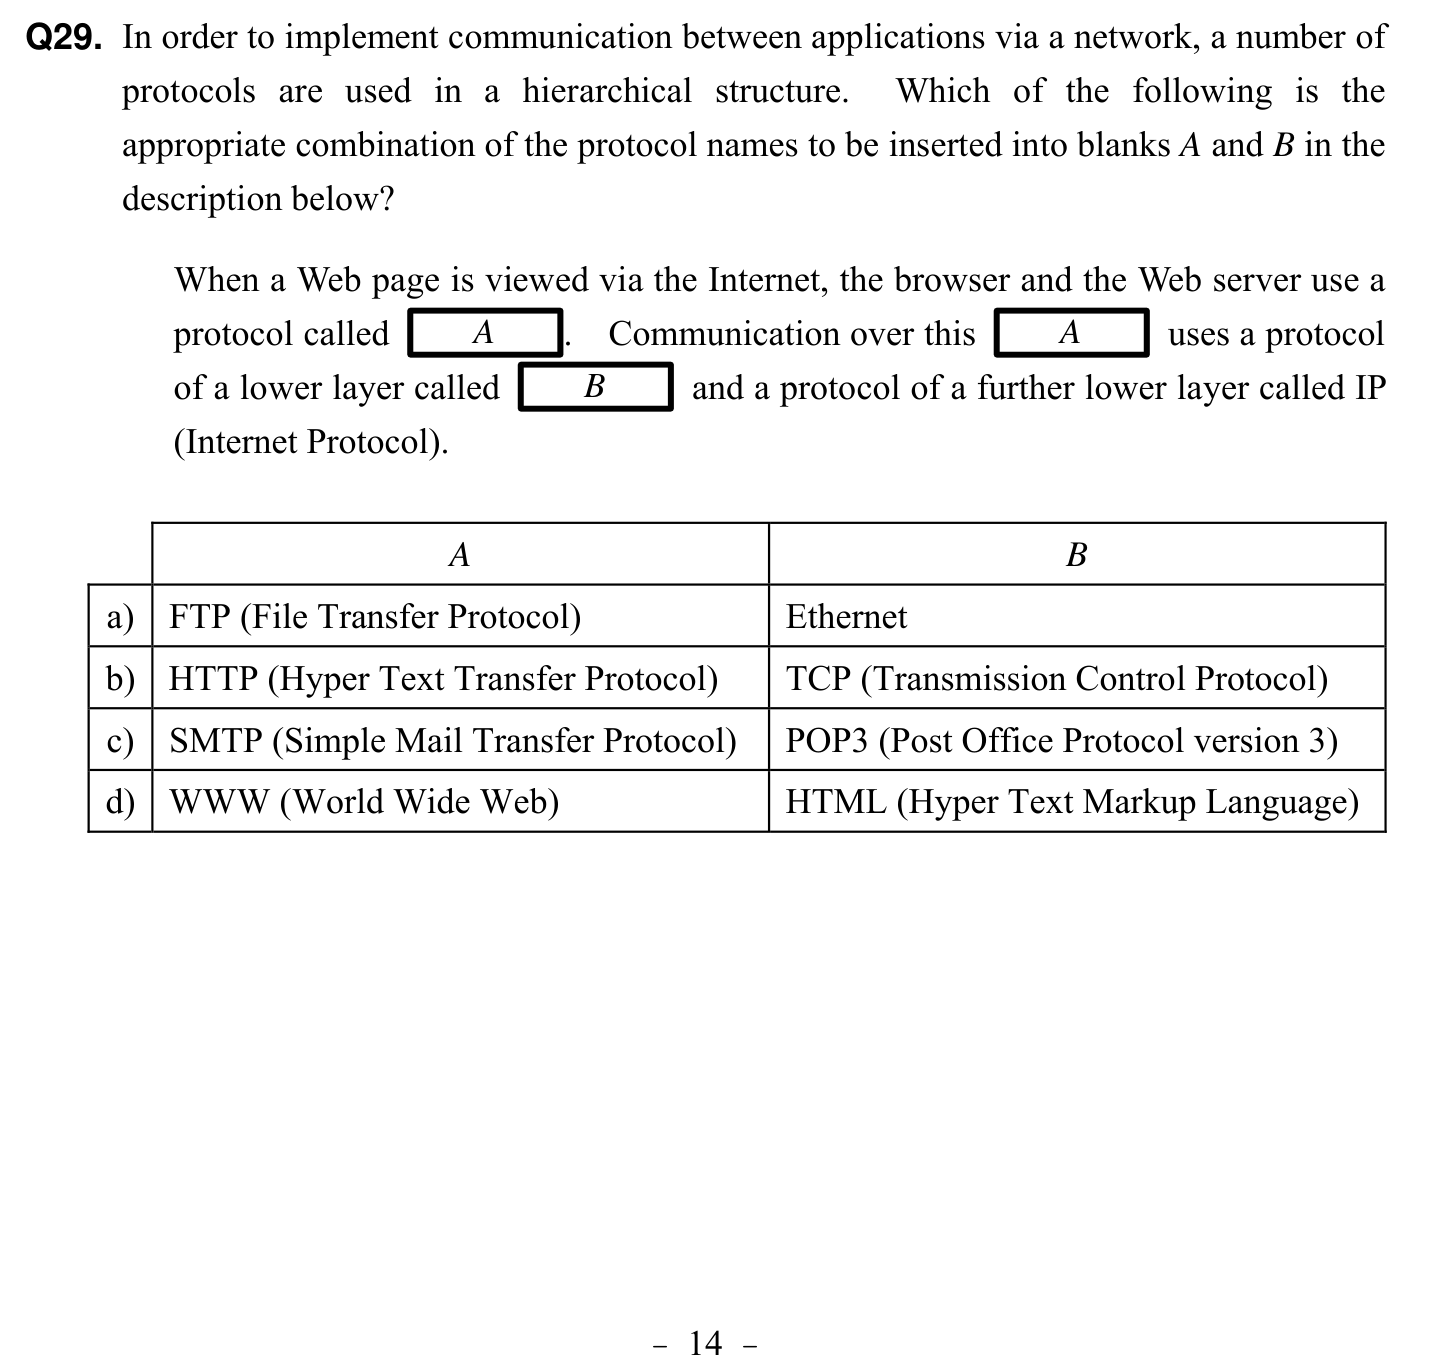 Q29. In order to implement communication between applications via a network, a number of
protocols are used in a hierarchical structure. Which of the following is the
appropriate combination of the protocol names to be inserted into blanks A and B in the
description below?
When a Web page is viewed via the Internet, the browser and the Web server use a
protocol called A . Communication over this A uses a protocol
of a lower layer called B and a protocol of a further lower layer called IP
(Internet Protocol).
A B
a) FTP (File Transfer Protocol) Ethernet
b) HTTP (Hyper Text Transfer Protocol) TCP (Transmission Control Protocol)
c) SMTP (Simple Mail Transfer Protocol) POP3 (Post Office Protocol version 3)
d) WWW (World Wide Web) HTML (Hyper Text Markup Language)
– 14 –